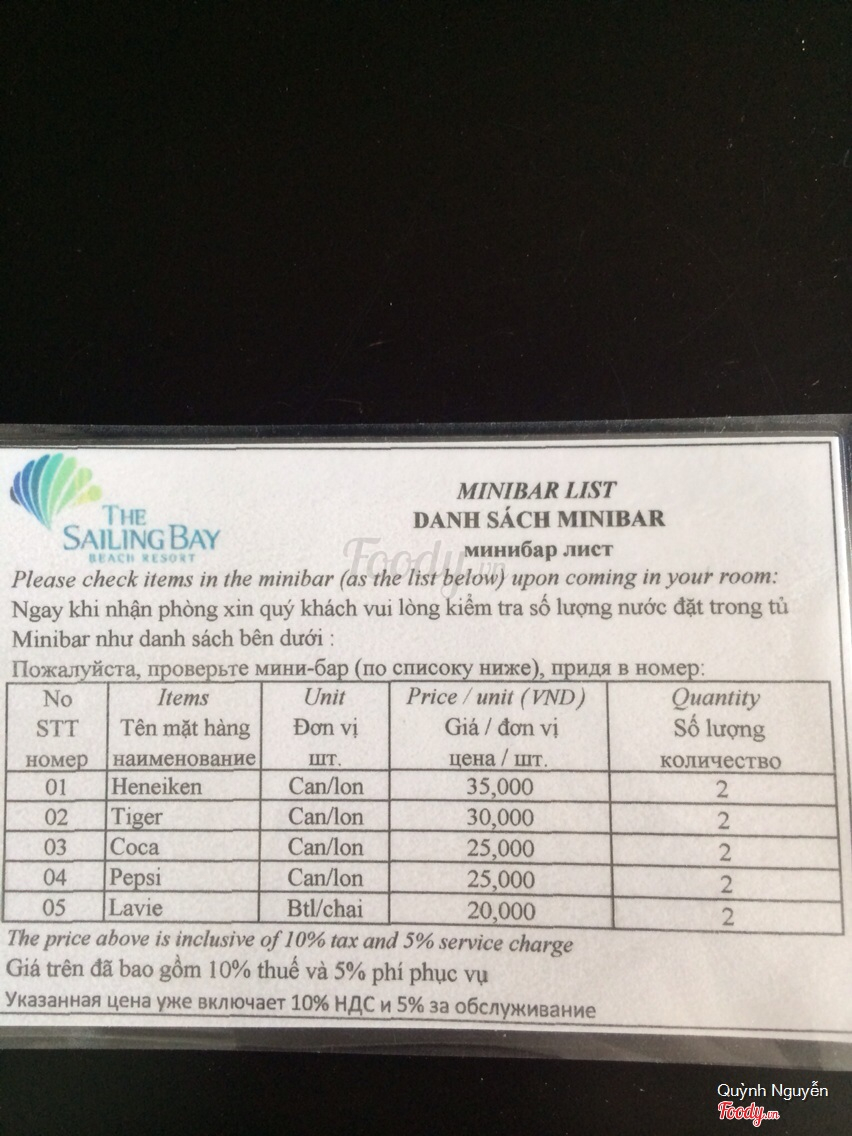 THE
SAILING BAY
BEACH RESORT
MINIBAR LIST
DANH SÁCH MINIBAR
минибар лист
Foody.vn
Please check items in the minibar (as the list below) upon coming in your room:
Ngay khi nhận phòng xin quý khách vui lòng kiểm tra số lượng nước đặt trong tủ
Minibar như danh sách bên dưới :
Пожалуйста, проверьте мини-бар (по списоку ниже), придя в номер:
No Items Unit Price / unit (VND) Quantity
STT Tên mặt hàng Đơn vị Giá / đơn vị Số lượng
номер наименование шт. цена / шт. количество
01 Heneiken Can/lon 35,000 2
02 Tiger Can/lon 30,000 2
03 Coca Can/lon 25,000 2
04 Pepsi Can/lon 25,000 2
05 Lavie Btl/chai 20,000 2
The price above is inclusive of 10% tax and 5% service charge
Giá trên đã bao gồm 10% thuế và 5% phí phục vụ
Указанная цена уже включает 10% НДС и 5% за обслуживание
Quỳnh Nguyễn
Foody.vn